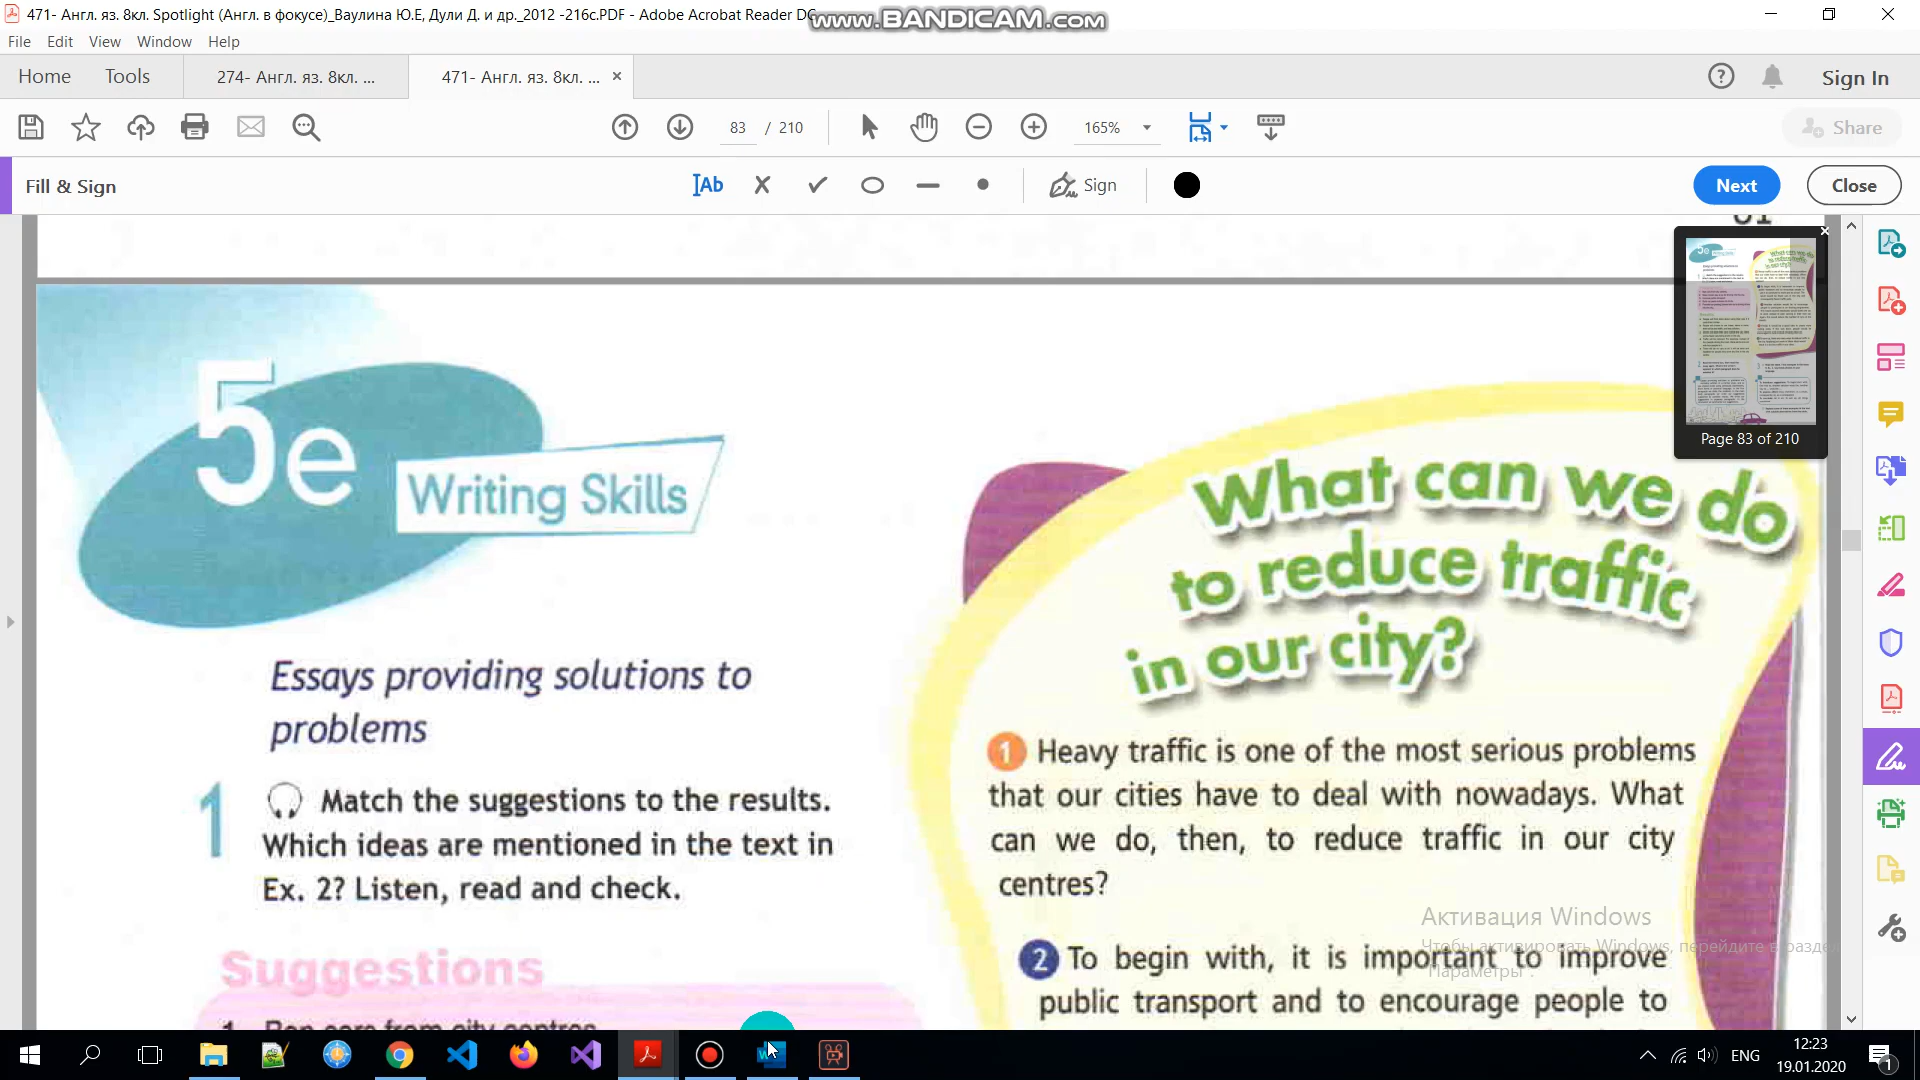 471- Англ. яз. 8кл. Spotlight (Англ. в фокусе)_Ваулина Ю.Е, Дули Д. и др._2012 -216с.PDF - Adobe Acrobat Reader DC
www.BANDICAM.com
File Edit View Window Help
Home Tools 274- Англ. яз. 8кл. ... 471- Англ. яз. 8кл. ... Sign In
83 / 210 165% Share
Fill & Sign Ab Sign Next Close
Page 83 of 210
5e
Writing Skills
Essays providing solutions to
problems
1 Match the suggestions to the results.
Which ideas are mentioned in the text in
Ex. 2? Listen, read and check.
Suggestions
What can we do
to reduce traffic
in our city?
1 Heavy traffic is one of the most serious problems
that our cities have to deal with nowadays. What
can we do, then, to reduce traffic in our city
centres?
2 To begin with, it is important to improve
public transport and to encourage people to
Активация Windows
Чтобы активировать Windows, перейдите в раздел
"Параметры".
ENG
12:23
19.01.2020
1